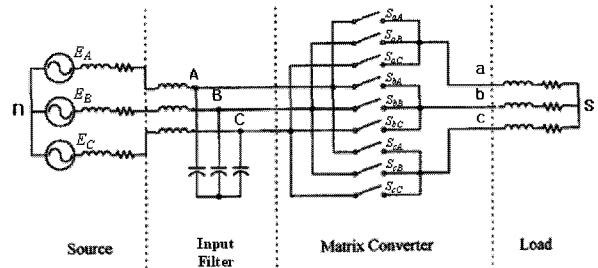 S_aA
S_aB
S_aC
S_bA
S_bB
S_bC
S_cA
S_cB
S_cC
E_A
E_B
E_C
n
A
B
C
a
b
c
S
Source
Input
Filter
Matrix Converter
Load